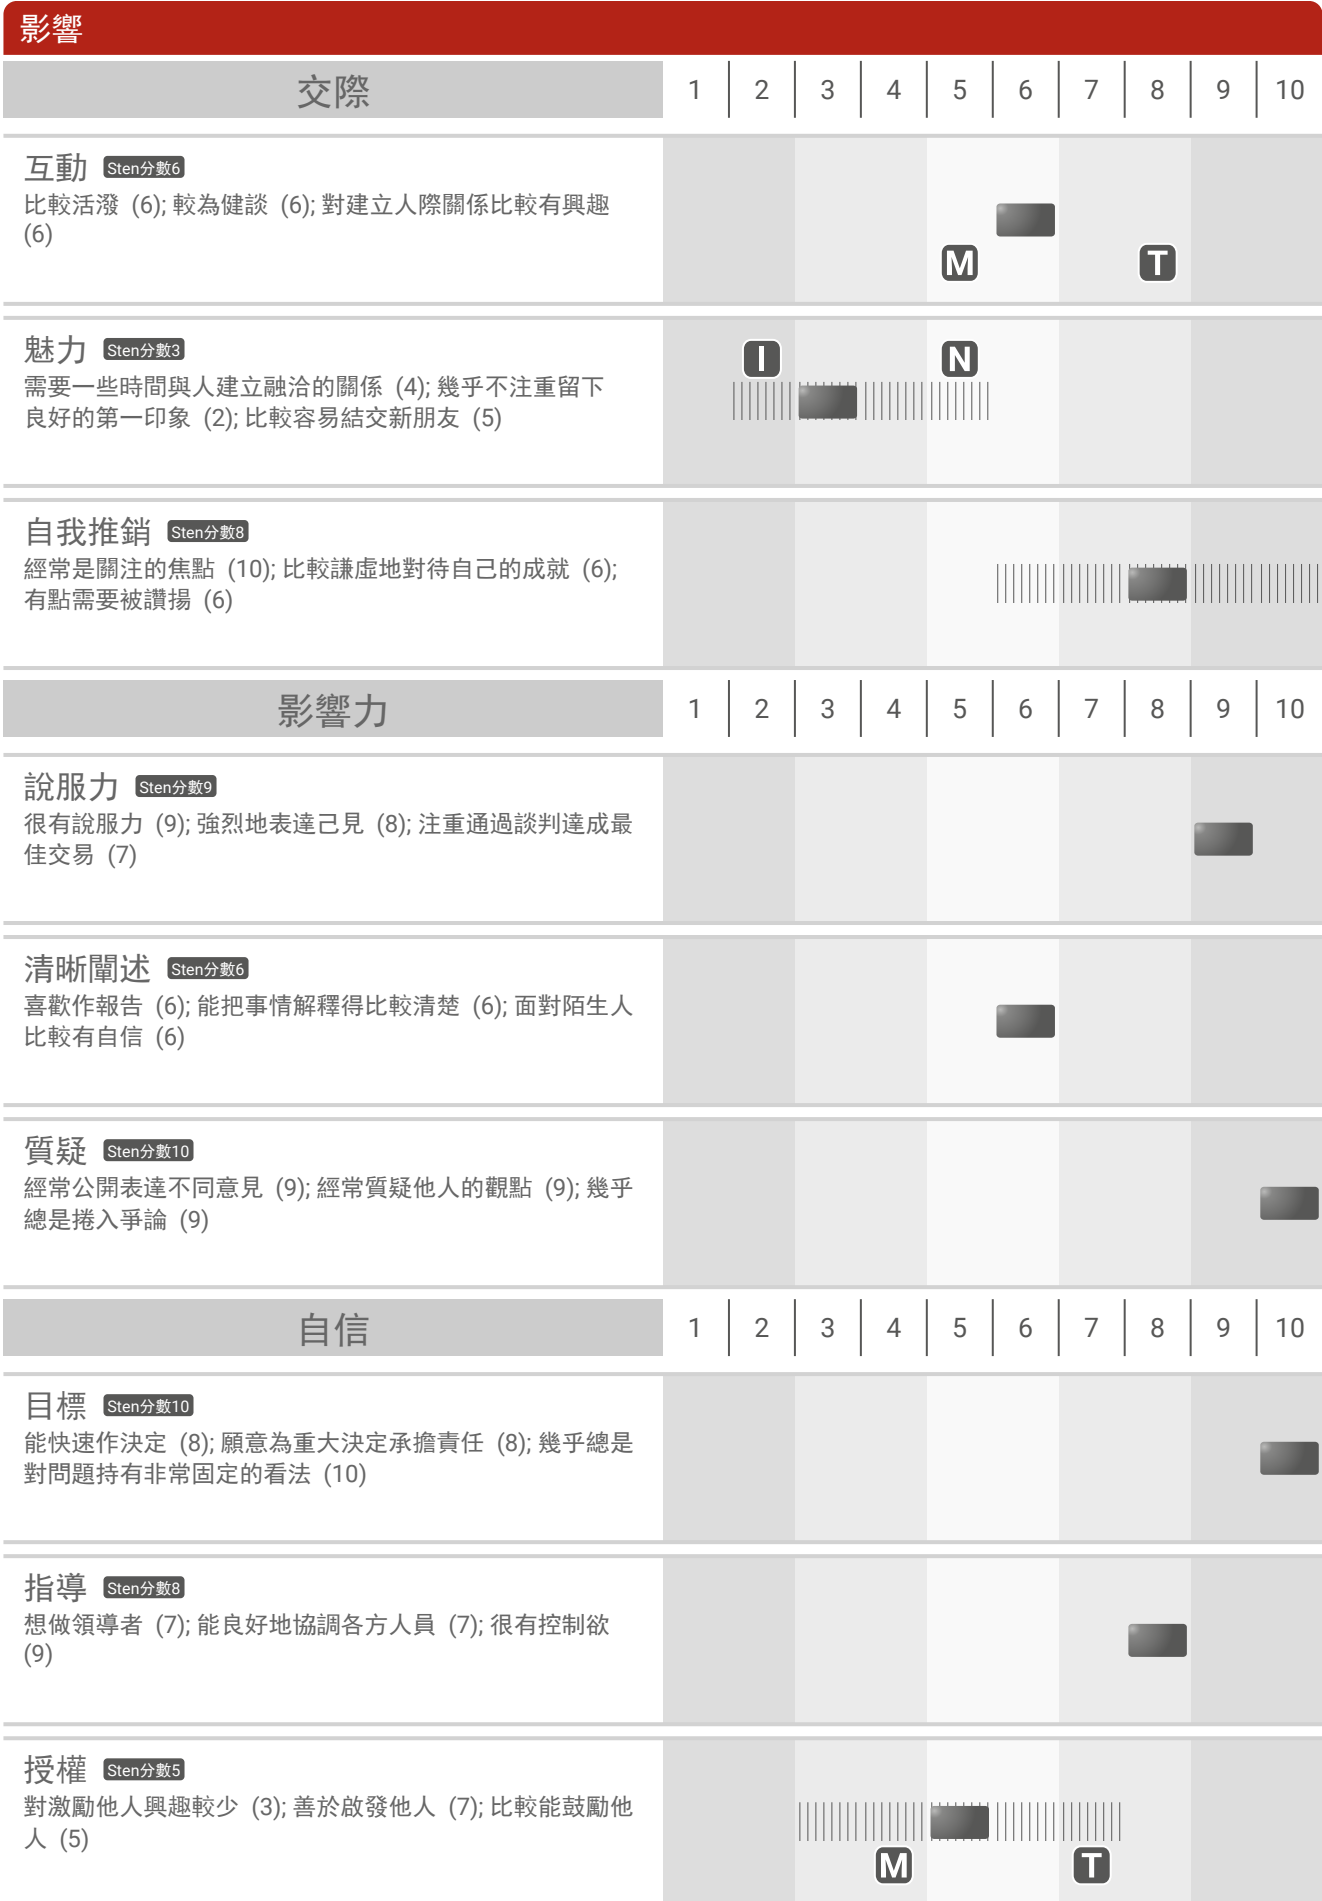 影響
交際 1 2 3 4 5 6 7 8 9 10
互動 Sten分數6
比較活潑 (6); 較為健談 (6); 對建立人際關係比較有興趣
(6)
M T
魅力 Sten分數3
I N
需要一些時間與人建立融洽的關係 (4); 幾乎不注重留下
良好的第一印象 (2); 比較容易結交新朋友 (5)
自我推銷 Sten分數8
經常是關注的焦點 (10); 比較謙虛地對待自己的成就 (6);
有點需要被讚揚 (6)
影響力 1 2 3 4 5 6 7 8 9 10
說服力 Sten分數9
很有說服力 (9); 強烈地表達己見 (8); 注重通過談判達成最
佳交易 (7)
清晰闡述 Sten分數6
喜歡作報告 (6); 能把事情解釋得比較清楚 (6); 面對陌生人
比較有自信 (6)
質疑 Sten分數10
經常公開表達不同意見 (9); 經常質疑他人的觀點 (9); 幾乎
總是捲入爭論 (9)
自信 1 2 3 4 5 6 7 8 9 10
目標 Sten分數10
能快速作決定 (8); 願意為重大決定承擔責任 (8); 幾乎總是
對問題持有非常固定的看法 (10)
指導 Sten分數8
想做領導者 (7); 能良好地協調各方人員 (7); 很有控制欲
(9)
授權 Sten分數5
對激勵他人興趣較少 (3); 善於啟發他人 (7); 比較能鼓勵他
人 (5)
M T